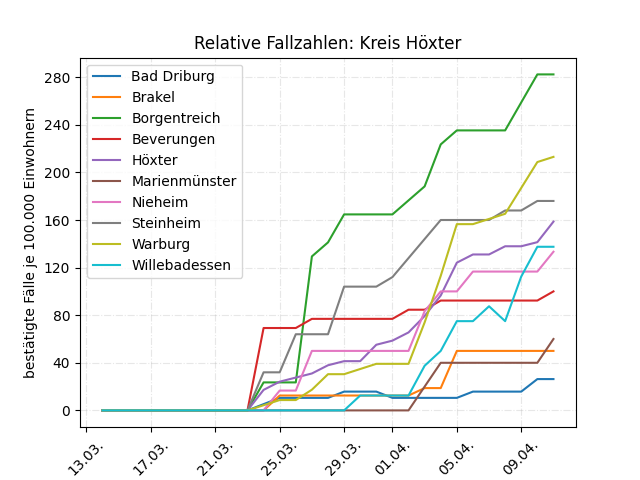 Relative Fallzahlen: Kreis Höxter
bestätigte Fälle je 100.000 Einwohnern
280
240
200
160
120
80
40
0
Bad Driburg
Brakel
Borgentreich
Beverungen
Höxter
Marienmünster
Nieheim
Steinheim
Warburg
Willebadessen
13.03.
17.03.
21.03.
25.03.
29.03.
01.04.
05.04.
09.04.